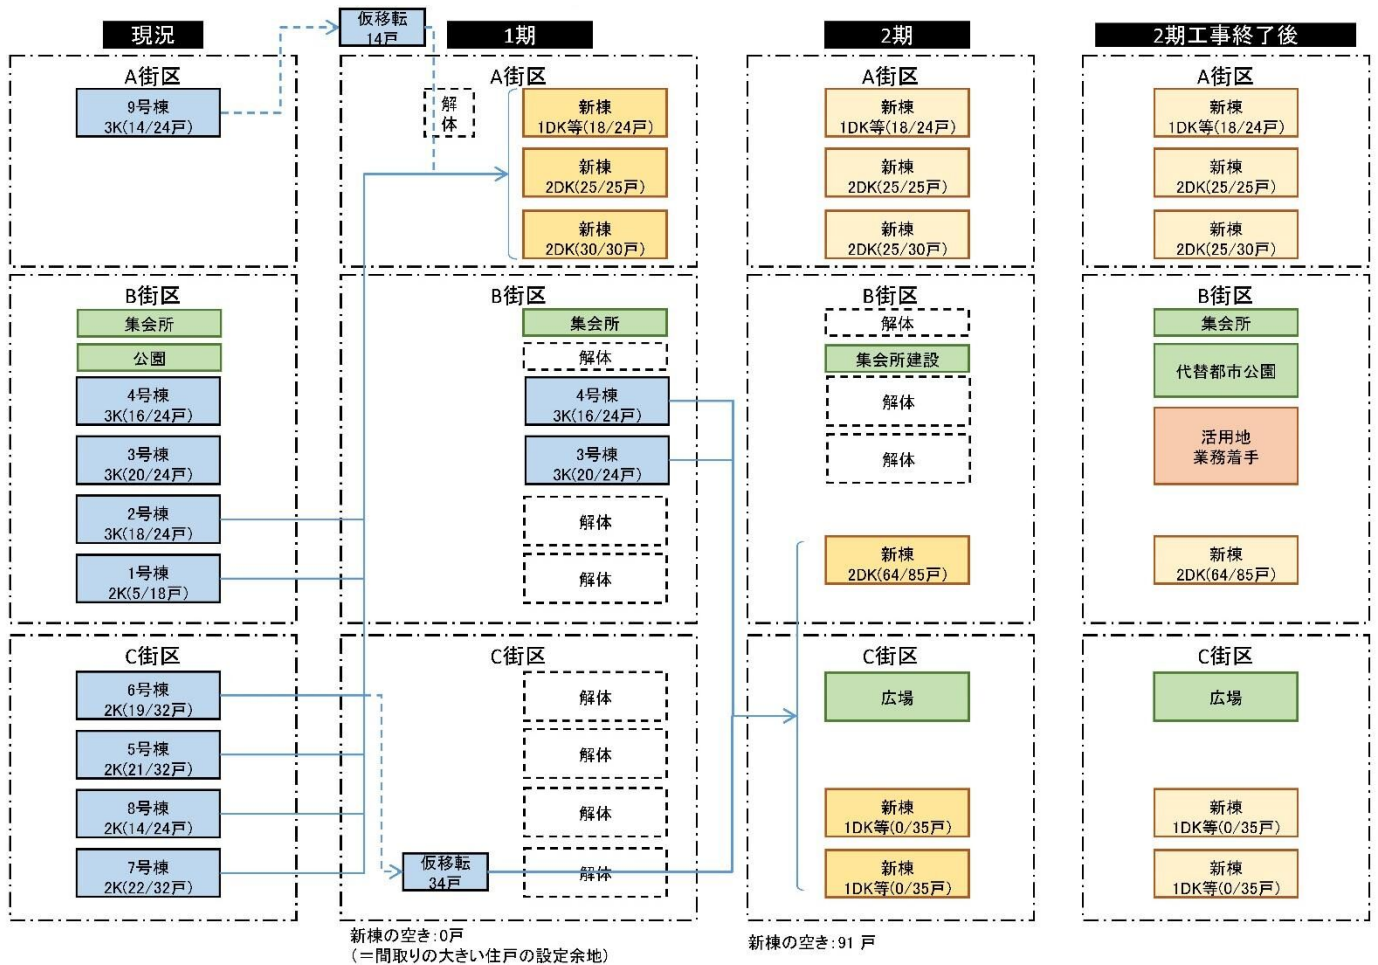 現況
仮移転
14戸
1期
2期
2期工事終了後
A街区
9号棟
3K(14/24戸)
B街区
集会所
公園
4号棟
3K(16/24戸)
3号棟
3K(20/24戸)
2号棟
3K(18/24戸)
1号棟
2K(5/18戸)
C街区
6号棟
2K(19/32戸)
5号棟
2K(21/32戸)
8号棟
2K(14/24戸)
7号棟
2K(22/32戸)
A街区
解
体
新棟
1DK等(18/24戸)
新棟
2DK(25/25戸)
新棟
2DK(30/30戸)
B街区
集会所
解体
4号棟
3K(16/24戸)
3号棟
3K(20/24戸)
解体
解体
C街区
解体
解体
解体
仮移転
34戸
解体
新棟の空き:0戸
(=間取りの大きい住戸の設定余地)
A街区
新棟
1DK等(18/24戸)
新棟
2DK(25/25戸)
新棟
2DK(25/30戸)
B街区
解体
集会所建設
解体
解体
新棟
2DK(64/85戸)
C街区
広場
新棟
1DK等(0/35戸)
新棟
1DK等(0/35戸)
新棟の空き:91 戸
A街区
新棟
1DK等(18/24戸)
新棟
2DK(25/25戸)
新棟
2DK(25/30戸)
B街区
集会所
代替都市公園
活用地
業務着手
新棟
2DK(64/85戸)
C街区
広場
新棟
1DK等(0/35戸)
新棟
1DK等(0/35戸)